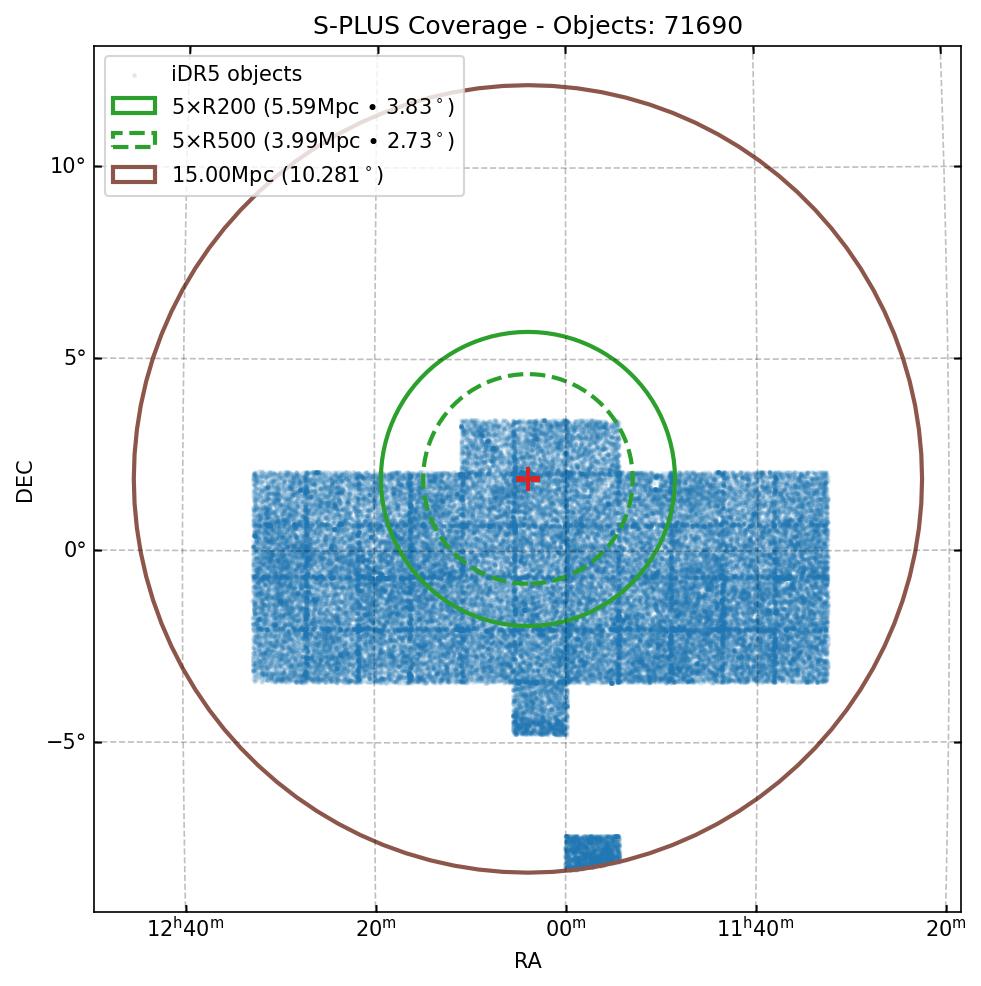 S-PLUS Coverage - Objects: 71690
iDR5 objects
5×R200 (5.59Mpc • 3.83°)
5×R500 (3.99Mpc • 2.73°)
15.00Mpc (10.281°)
10°
5°
0°
−5°
DEC
12h40m 20m 00m 11h40m 20m
RA